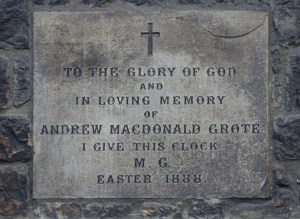 TO THE GLORY OF GOD
AND
IN LOVING MEMORY
OF
ANDREW MACDONALD GROTE
I GIVE THIS CLOCK
M. G.
EASTER 1888